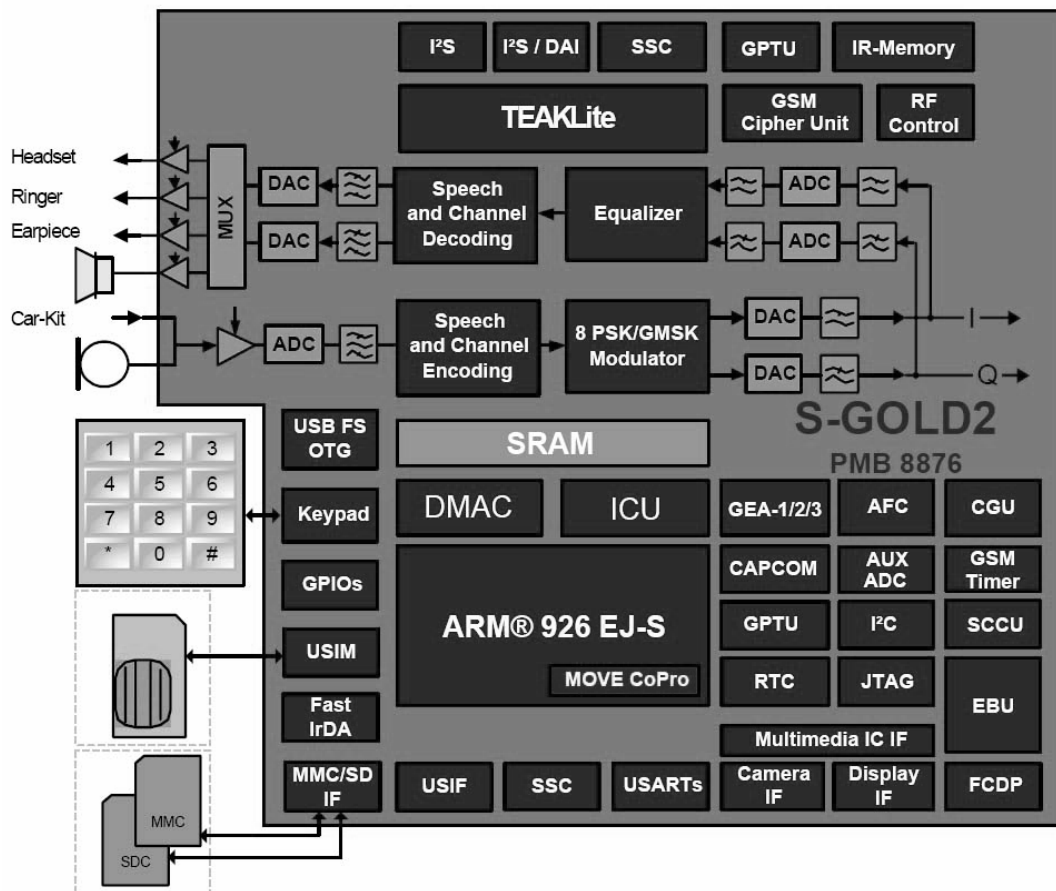 I²S
I²S / DAI
SSC
GPTU
IR-Memory
TEAKLite
GSM
Cipher Unit
RF
Control
Headset
Ringer
Earpiece
Car-Kit
MUX
DAC
DAC
Speech
and Channel
Decoding
Equalizer
ADC
ADC
ADC
Speech
and Channel
Encoding
8 PSK/GMSK
Modulator
DAC
DAC
I
Q
S-GOLD2
PMB 8876
1 2 3
4 5 6
7 8 9
* 0 #
USB FS
OTG
Keypad
GPIOs
USIM
Fast
IrDA
MMC/SD
IF
SRAM
DMAC
ICU
ARM® 926 EJ-S
MOVE CoPro
GEA-1/2/3
AFC
CGU
CAPCOM
AUX
ADC
GSM
Timer
GPTU
I²C
SCCU
RTC
JTAG
EBU
Multimedia IC IF
USIF
SSC
USARTs
Camera
IF
Display
IF
FCDP
MMC
SDC